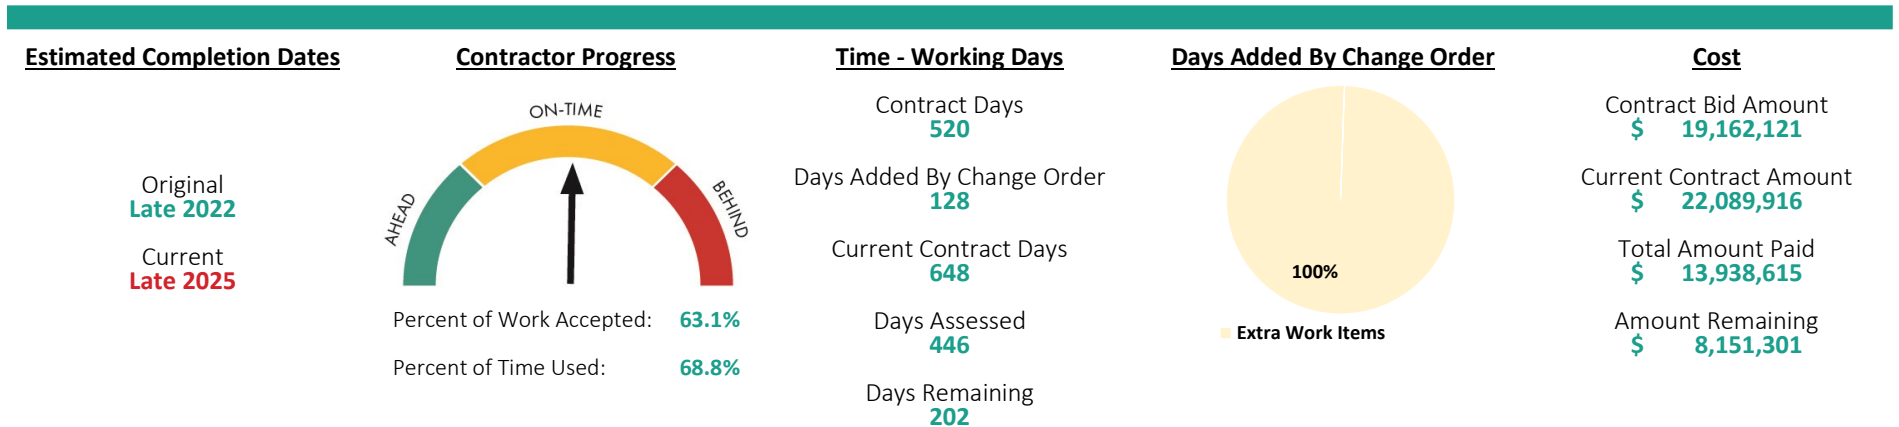 Estimated Completion Dates
Original
Late 2022
Current
Late 2025
Contractor Progress
ON-TIME
AHEAD
BEHIND
Percent of Work Accepted: 63.1%
Percent of Time Used: 68.8%
Time - Working Days
Contract Days
520
Days Added By Change Order
128
Current Contract Days
648
Days Assessed
446
Days Remaining
202
Days Added By Change Order
100%
Extra Work Items
Cost
Contract Bid Amount
$ 19,162,121
Current Contract Amount
$ 22,089,916
Total Amount Paid
$ 13,938,615
Amount Remaining
$ 8,151,301